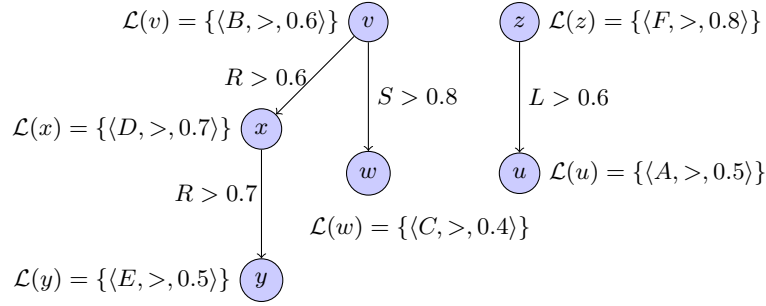 ℒ(v) = {⟨B, >, 0.6⟩} v z ℒ(z) = {⟨F, >, 0.8⟩}
R > 0.6 S > 0.8 L > 0.6
ℒ(x) = {⟨D, >, 0.7⟩} x
w u ℒ(u) = {⟨A, >, 0.5⟩}
R > 0.7
ℒ(w) = {⟨C, >, 0.4⟩}
ℒ(y) = {⟨E, >, 0.5⟩} y